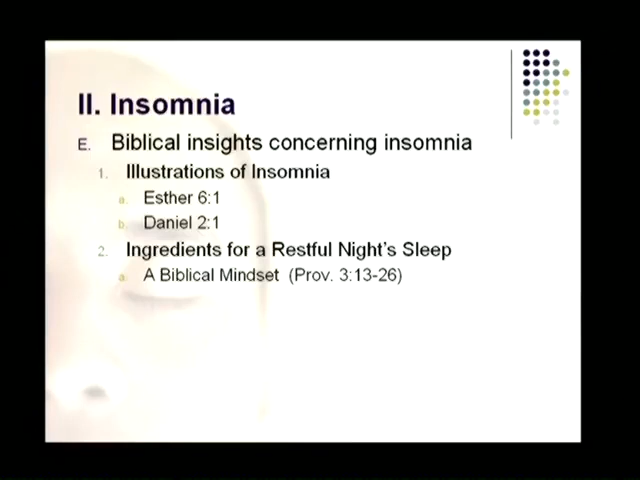 II. Insomnia
E. Biblical insights concerning insomnia
1. Illustrations of Insomnia
a. Esther 6:1
b. Daniel 2:1
2. Ingredients for a Restful Night's Sleep
a. A Biblical Mindset (Prov. 3:13-26)